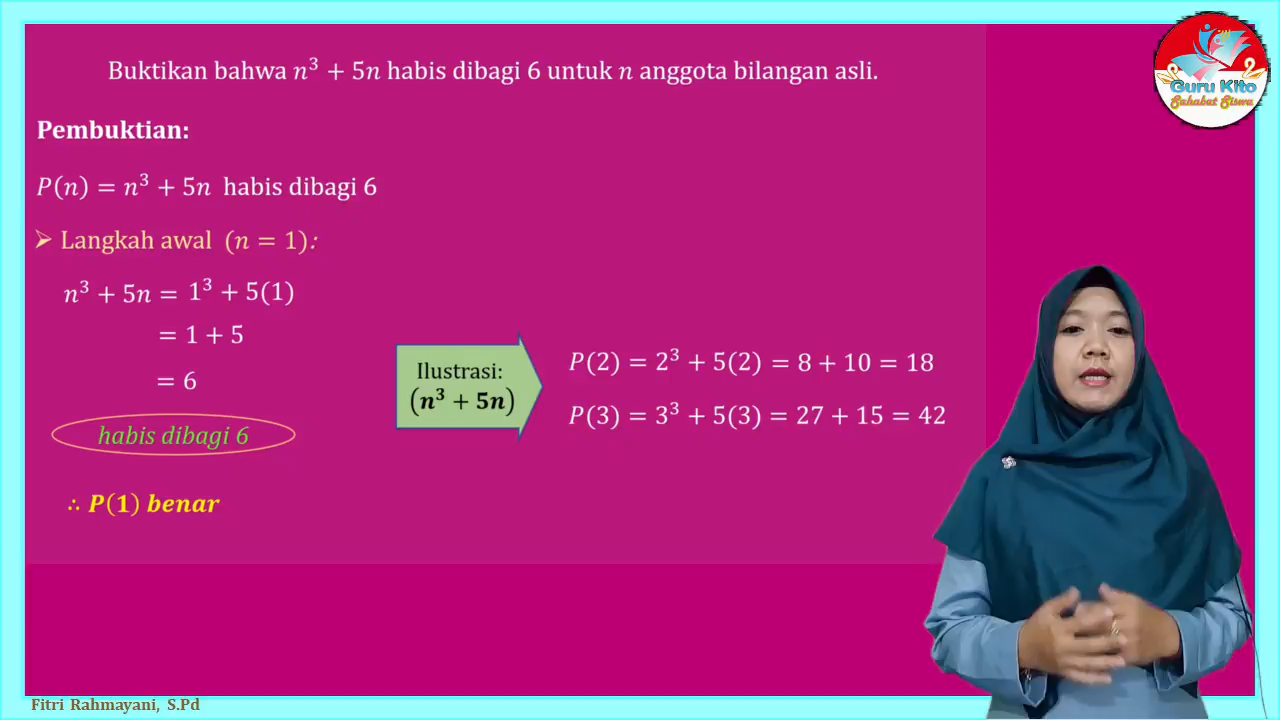 Buktikan bahwa n³ + 5n habis dibagi 6 untuk n anggota bilangan asli.
Guru Kito
Sahabat Siswa
Pembuktian:
P(n) = n³ + 5n habis dibagi 6
➢ Langkah awal (n = 1):
n³ + 5n = 1³ + 5(1)
= 1 + 5
= 6
habis dibagi 6
∴ P(1) benar
Ilustrasi:
(n³ + 5n)
P(2) = 2³ + 5(2) = 8 + 10 = 18
P(3) = 3³ + 5(3) = 27 + 15 = 42
Fitri Rahmayani, S.Pd